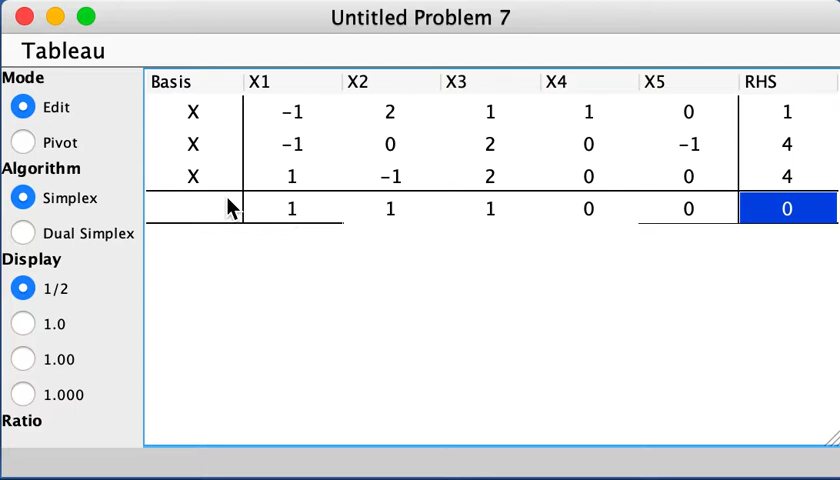 Untitled Problem 7
Tableau
Mode
Edit
Pivot
Algorithm
Simplex
Dual Simplex
Display
1/2
1.0
1.00
1.000
Ratio
Basis X1 X2 X3 X4 X5 RHS
X -1 2 1 1 0 1
X -1 0 2 0 -1 4
X 1 -1 2 0 0 4
1 1 1 0 0 0